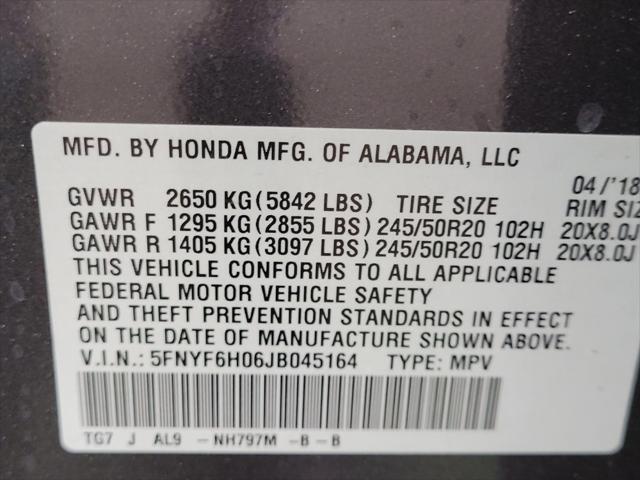 MFD. BY HONDA MFG. OF ALABAMA, LLC
04/'18
GVWR 2650 KG(5842 LBS) TIRE SIZE RIM SIZ
GAWR F 1295 KG(2855 LBS)245/50R20 102H 20X8.0J
GAWR R 1405 KG(3097 LBS)245/50R20 102H 20X8.0J
THIS VEHICLE CONFORMS TO ALL APPLICABLE
FEDERAL MOTOR VEHICLE SAFETY
AND THEFT PREVENTION STANDARDS IN EFFECT
ON THE DATE OF MANUFACTURE SHOWN ABOVE.
V.I.N.: 5FNYF6H06JB045164 TYPE: MPV
TG7 J AL9 -NH797M -B-B